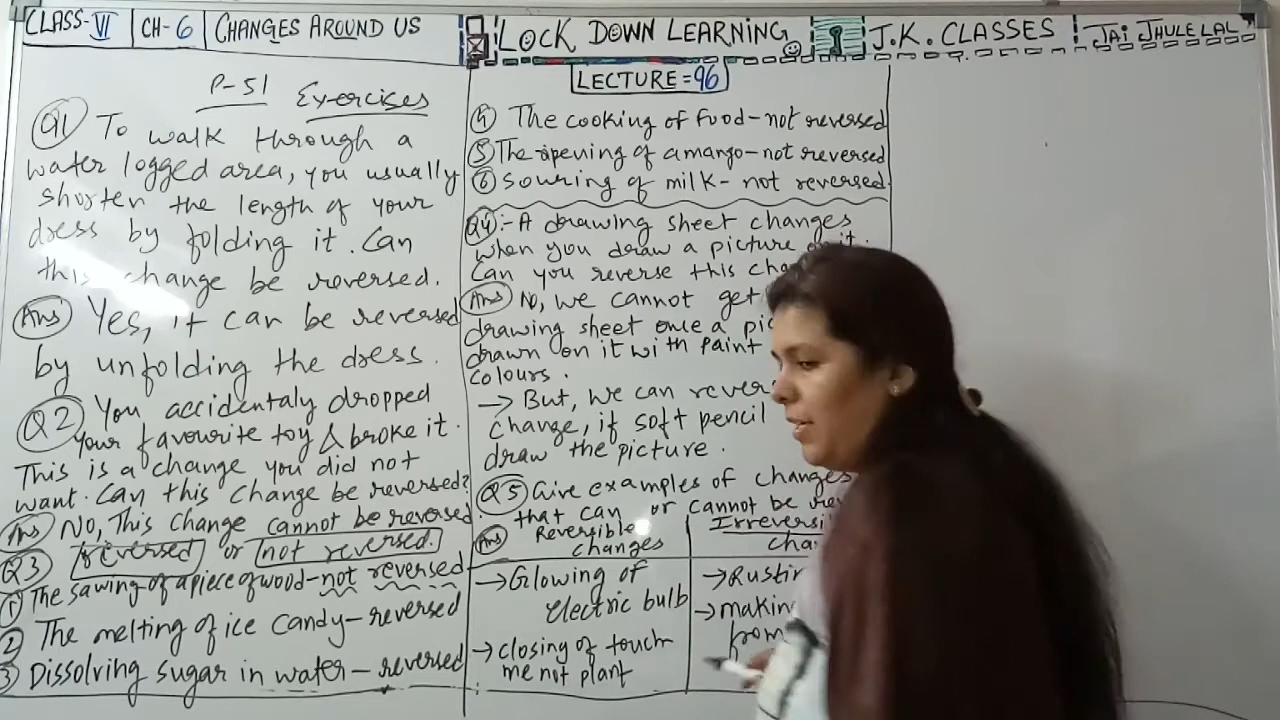 CLASS-VI CH-6 CHANGES AROUND US
LOCK DOWN LEARNING J.K. CLASSES JAI JHULE LAL
LECTURE=96
P-51 Exercises
Q1 To walk through a
water logged area, you usually
shorten the length of your
dress by folding it. Can
this change be reversed.
Ans Yes, it can be reversed
by unfolding the dress.
Q2 You accidentaly dropped
your favourite toy & broke it.
This is a change you did not
want. Can this change be reversed?
Ans No, This change cannot be reversed.
Q3 reversed or not reversed.
1 The sawing of a piece of wood-not reversed
2 The melting of ice candy-reversed
3 Dissolving sugar in water-reversed
4 The cooking of food-not reversed
5 The ripening of a mango-not reversed
6 souring of milk- not reversed
Q4:- A drawing sheet changes
when you draw a picture on it.
Can you reverse this cha
Ans No, we cannot get
drawing sheet once a pic
drawn on it with paint
colours.
→ But, we can rever
change, if soft pencil
draw the picture.
Q5 Give examples of changes
that can or cannot be rev
Ans Reversible changes
Irreversi
cha
→ Glowing of
electric bulb
→ closing of touch
me not plant
→ Rustin
→ making
from